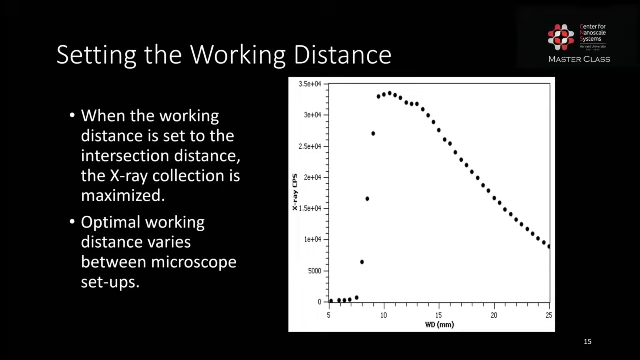 Center for
Nanoscale
Systems
Harvard University
MASTER CLASS
Setting the Working Distance
• When the working
distance is set to the
intersection distance,
the X-ray collection is
maximized.
• Optimal working
distance varies
between microscope
set-ups.
X-ray CPS
3.5e+04
3e+04
2.5e+04
2e+04
1.5e+04
1e+04
5000
0
5
10
15
20
25
WD (mm)
15